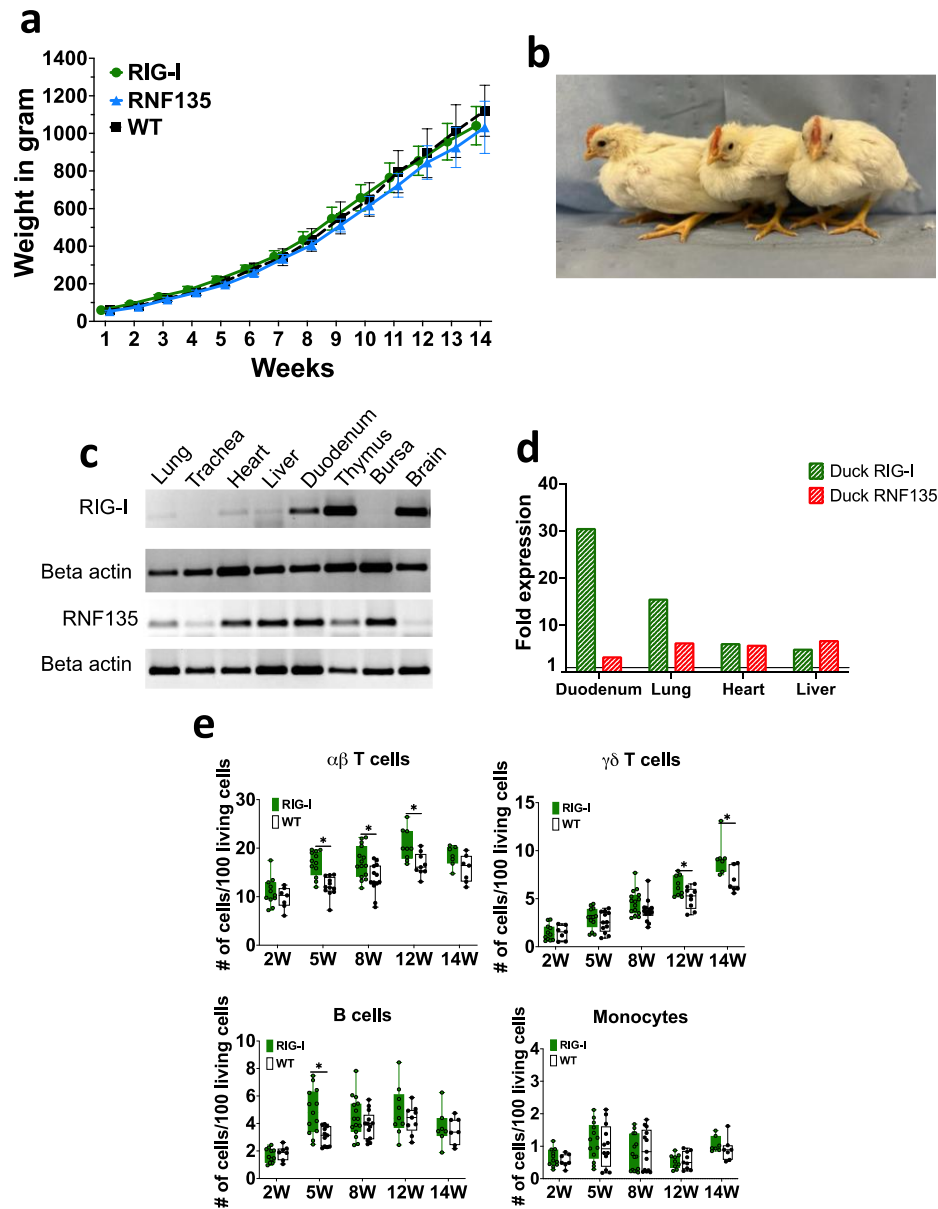 a
1400
1200
1000
800
600
400
200
0
Weight in gram
RIG-I
RNF135
WT
1 2 3 4 5 6 7 8 9 10 11 12 13 14
Weeks
b
c
Lung Trachea Heart Liver Duodenum Thymus Bursa Brain
RIG-I
Beta actin
RNF135
Beta actin
d
Duck RIG-I
Duck RNF135
40
30
20
10
1
Fold expression
Duodenum Lung Heart Liver
e
αβ T cells
# of cells/100 living cells
30
20
10
0
RIG-I
WT
* * *
2W 5W 8W 12W 14W
γδ T cells
# of cells/100 living cells
15
10
5
0
RIG-I
WT
* *
2W 5W 8W 12W 14W
B cells
# of cells/100 living cells
10
8
6
4
2
0
RIG-I
WT
*
2W 5W 8W 12W 14W
Monocytes
# of cells/100 living cells
4
3
2
1
0
RIG-I
WT
2W 5W 8W 12W 14W